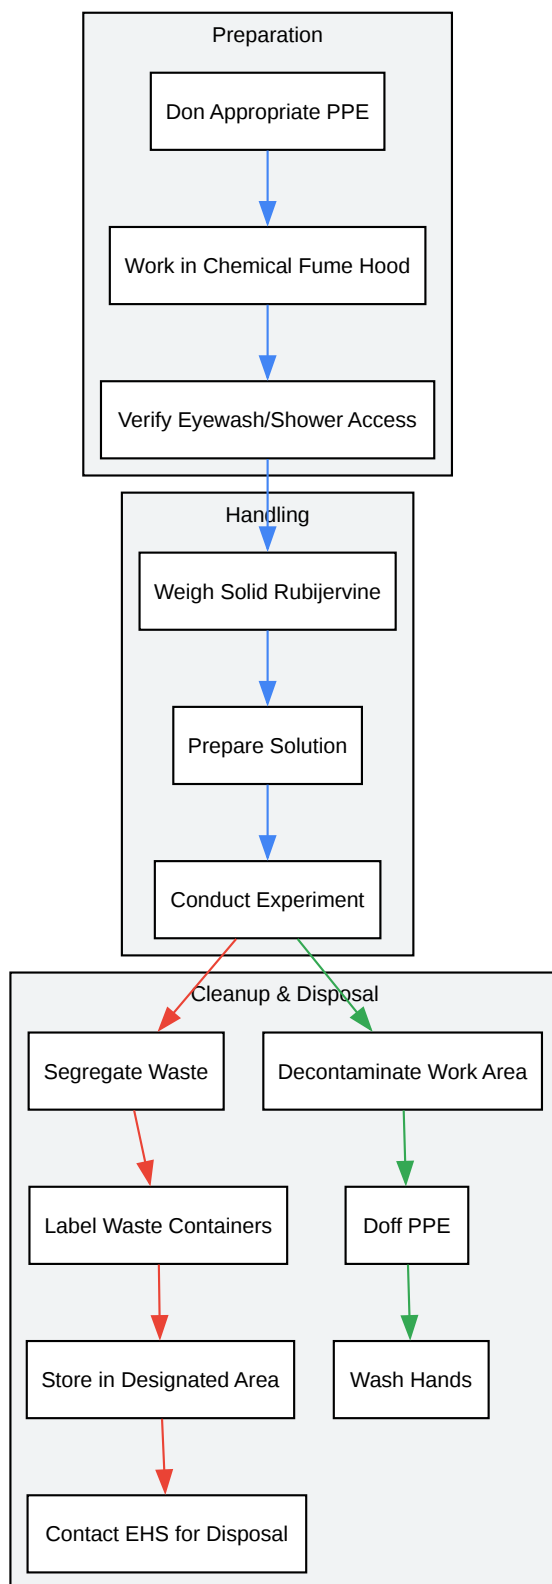 Preparation
Don Appropriate PPE
Work in Chemical Fume Hood
Verify Eyewash/Shower Access
Handling
Weigh Solid Rubijervine
Prepare Solution
Conduct Experiment
Cleanup & Disposal
Segregate Waste
Decontaminate Work Area
Label Waste Containers
Doff PPE
Store in Designated Area
Wash Hands
Contact EHS for Disposal